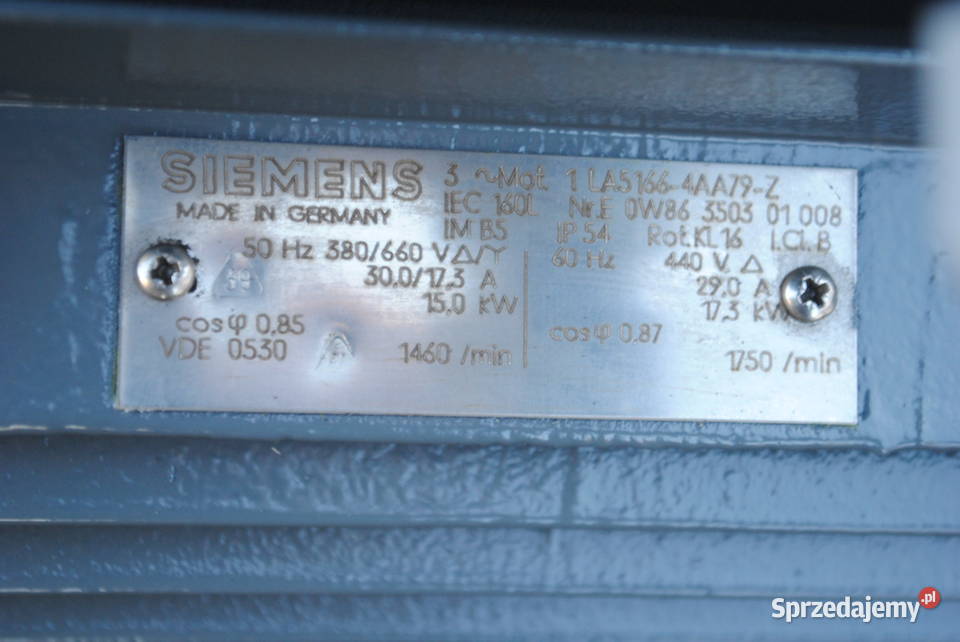 SIEMENS 3 ~Mot. 1 LA5166-4AA79-Z
MADE IN GERMANY IEC 160L Nr.E 0W86 3503 01 008
IM B5 IP 54 Rot.Kl.16 I.Cl.B
50 Hz 380/660 V Δ/Y 60 Hz 440 V Δ
30,0/17,3 A 29,0 A
15,0 kW 17,3 kW
cosφ 0,85 cosφ 0,87
VDE 0530 1460 /min 1750 /min
Sprzedajemy.pl